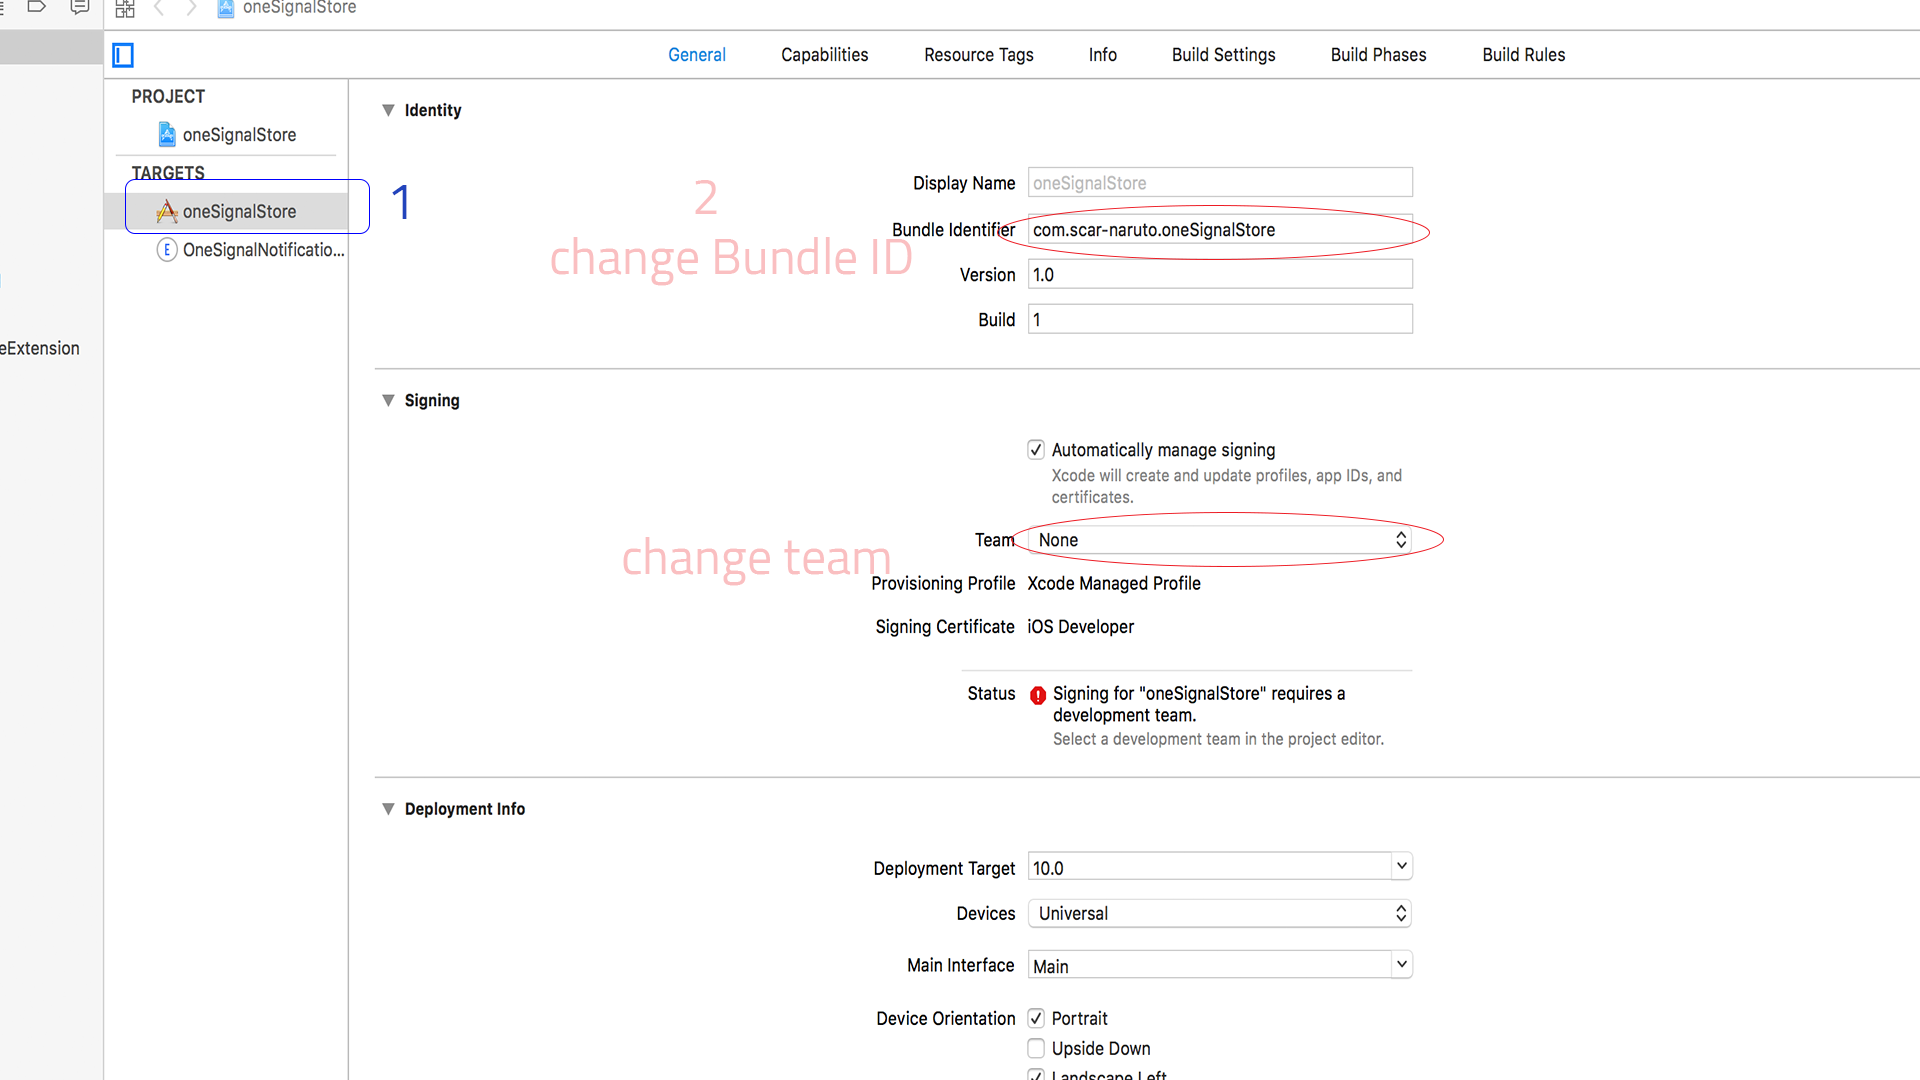 oneSignalStore
General Capabilities Resource Tags Info Build Settings Build Phases Build Rules
PROJECT
oneSignalStore
TARGETS
oneSignalStore
OneSignalNotificatio...
eExtension
1
2
change Bundle ID
Identity
Display Name oneSignalStore
Bundle Identifier com.scar-naruto.oneSignalStore
Version 1.0
Build 1
Signing
Automatically manage signing
Xcode will create and update profiles, app IDs, and
certificates.
change team
Team None
Provisioning Profile Xcode Managed Profile
Signing Certificate iOS Developer
Status Signing for "oneSignalStore" requires a
development team.
Select a development team in the project editor.
Deployment Info
Deployment Target 10.0
Devices Universal
Main Interface Main
Device Orientation Portrait
Upside Down
Landscape Left